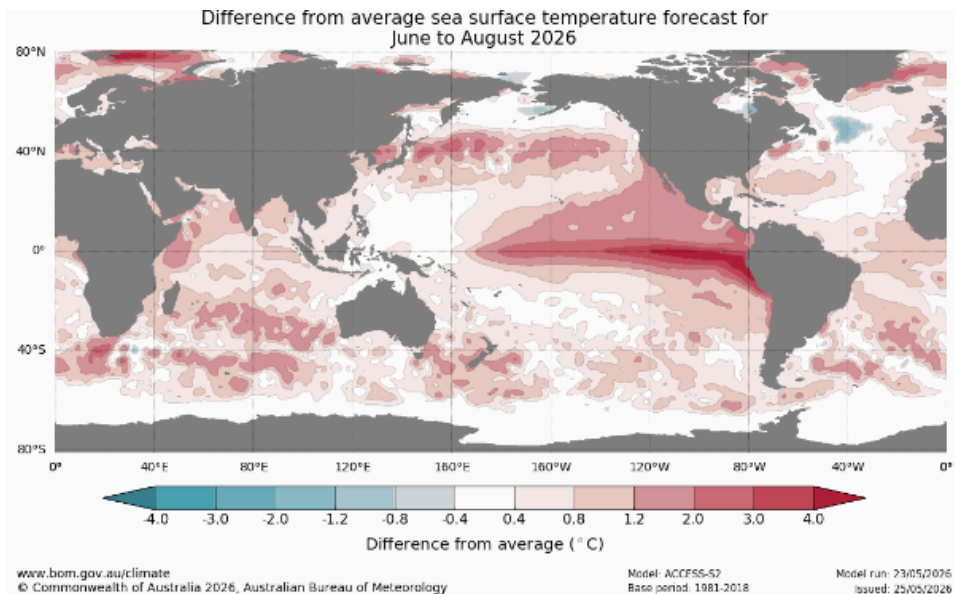 Difference from average sea surface temperature forecast for
June to August 2026
80°N
40°N
0°
40°S
80°S
0° 40°E 80°E 120°E 160°E 160°W 120°W 80°W 40°W 0°
-4.0 -3.0 -2.0 -1.2 -0.8 -0.4 0.4 0.8 1.2 2.0 3.0 4.0
Difference from average (°C)
www.bom.gov.au/climate
© Commonwealth of Australia 2026, Australian Bureau of Meteorology
Model: ACCESS-S2
Base period: 1981-2018
Model run: 23/05/2026
Issued: 25/05/2026